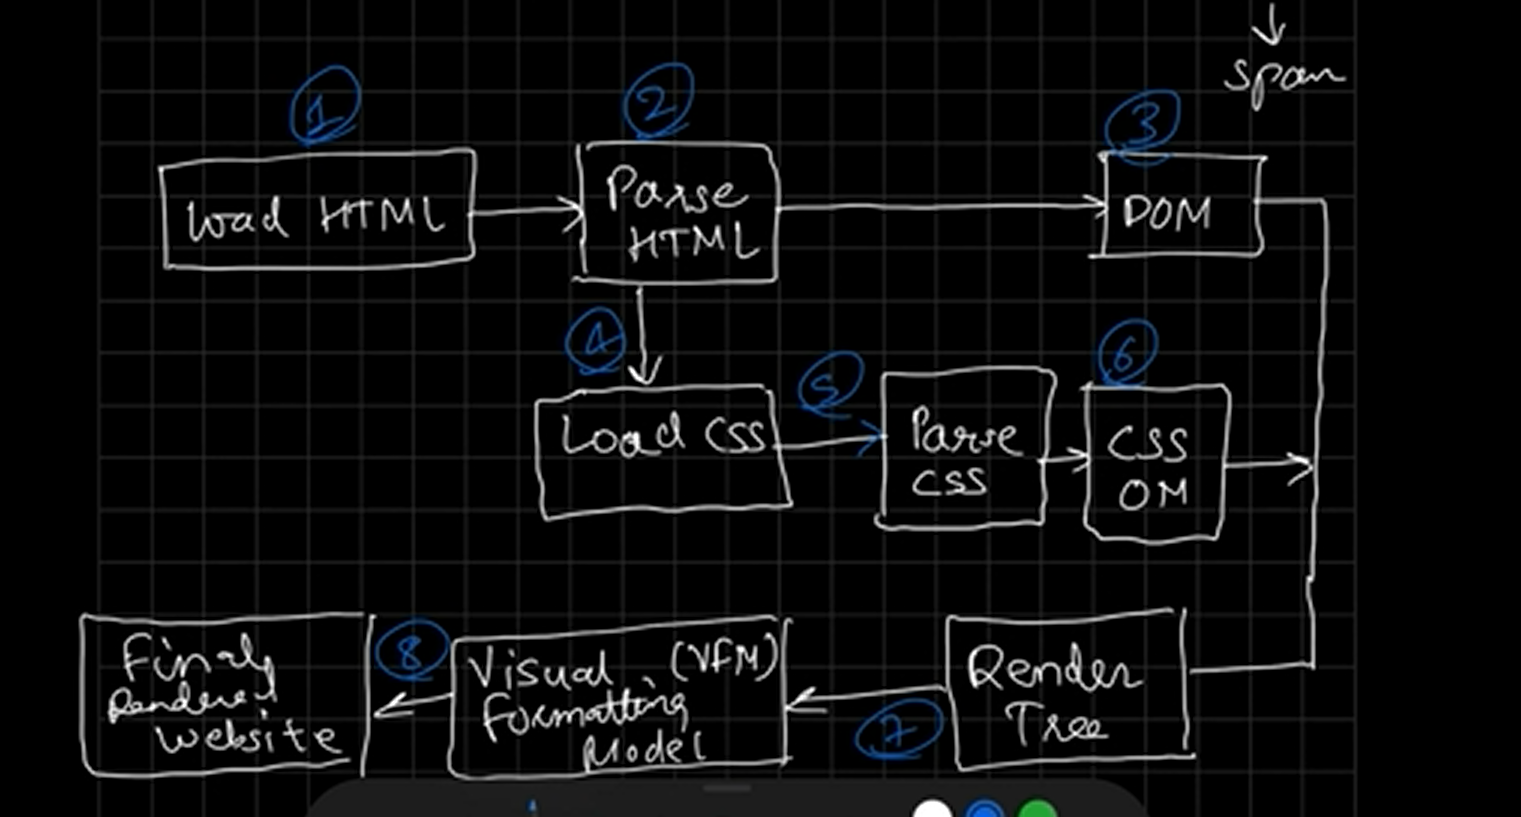 span
1
2
3
Load HTML
Parse
HTML
DOM
4
5
6
Load CSS
Parse
CSS
CSS
OM
Finaly
Rendered
Website
8
Visual (VFM)
Formatting
Model
7
Render
Tree